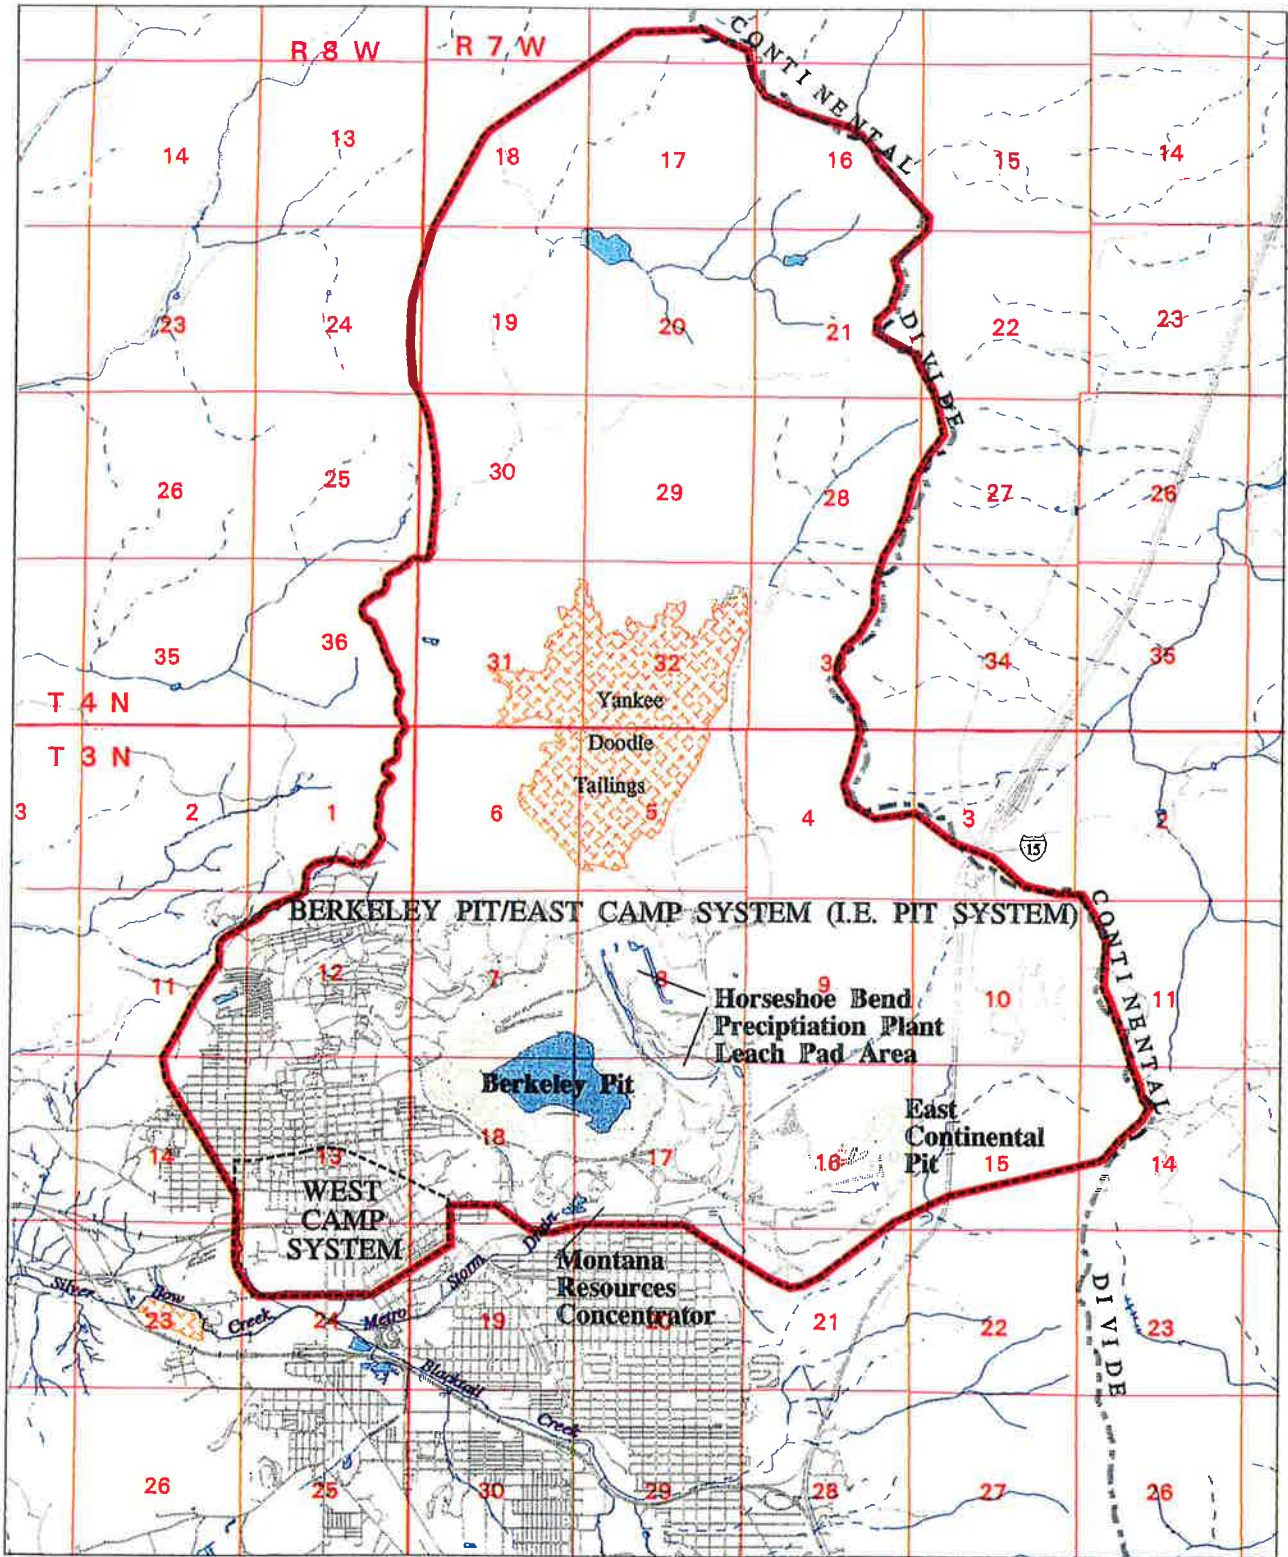 R 8 W
R 7 W
CONTINENTAL
14
13
18
17
16
15
14
23
24
19
20
21
DIVIDE
22
23
26
25
30
29
28
27
26
35
36
31
32
34
35
Yankee
T 4 N
T 3 N
Doodle
Tailings
3
2
1
6
5
4
3
2
15
BERKELEY PIT/EAST CAMP SYSTEM (I.E. PIT SYSTEM)
CONTINENTAL
11
12
7
8
9
10
11
Horseshoe Bend
Preciptiation Plant
Leach Pad Area
Berkeley Pit
East
Continental
Pit
14
13
18
17
16
15
14
WEST
CAMP
SYSTEM
Montana
Resources
Concentrator
Silver Bow Creek
Metro Storm Drain
23
24
19
20
21
22
23
DIVIDE
Blacktail Creek
26
25
30
29
28
27
26